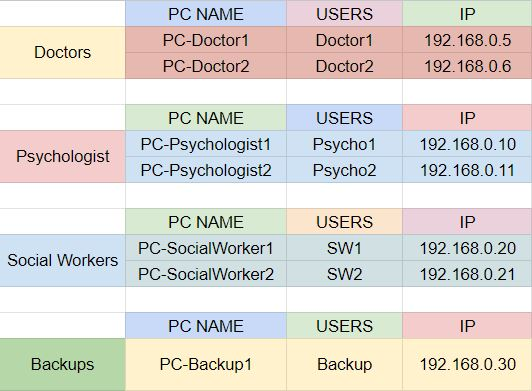 PC NAME USERS IP
Doctors PC-Doctor1 Doctor1 192.168.0.5
PC-Doctor2 Doctor2 192.168.0.6
PC NAME USERS IP
Psychologist PC-Psychologist1 Psycho1 192.168.0.10
PC-Psychologist2 Psycho2 192.168.0.11
PC NAME USERS IP
Social Workers PC-SocialWorker1 SW1 192.168.0.20
PC-SocialWorker2 SW2 192.168.0.21
PC NAME USERS IP
Backups PC-Backup1 Backup 192.168.0.30